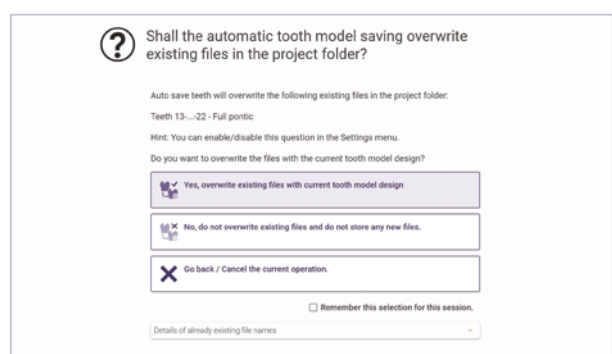 Shall the automatic tooth model saving overwrite
existing files in the project folder?
Auto save teeth will overwrite the following existing files in the project folder:
Teeth 13-...-22 - Full pontic
Hint: You can enable/disable this question in the Settings menu.
Do you want to overwrite the files with the current tooth model design?
Yes, overwrite existing files with current tooth model design
No, do not overwrite existing files and do not store any new files.
Go back / Cancel the current operation.
Remember this selection for this session.
Details of already existing file names